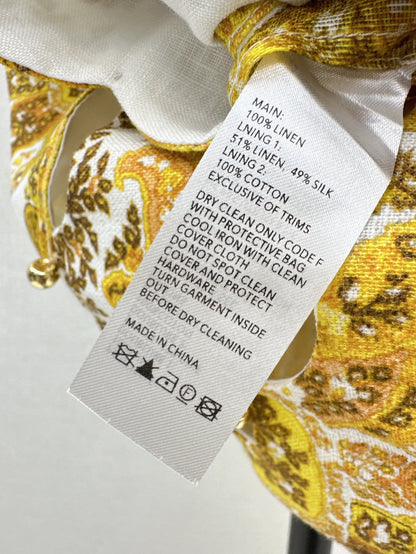 MAIN:
100% LINEN
LNING 1:
51% LINEN, 49% SILK
LNING 2:
100% COTTON
EXCLUSIVE OF TRIMS
DRY CLEAN ONLY CODE F
WITH PROTECTIVE BAG
COOL IRON WITH CLEAN
COVER CLOTH
DO NOT SPOT CLEAN
COVER AND PROTECT
HARDWARE
TURN GARMENT INSIDE
OUT
BEFORE DRY CLEANING
MADE IN CHINA
F